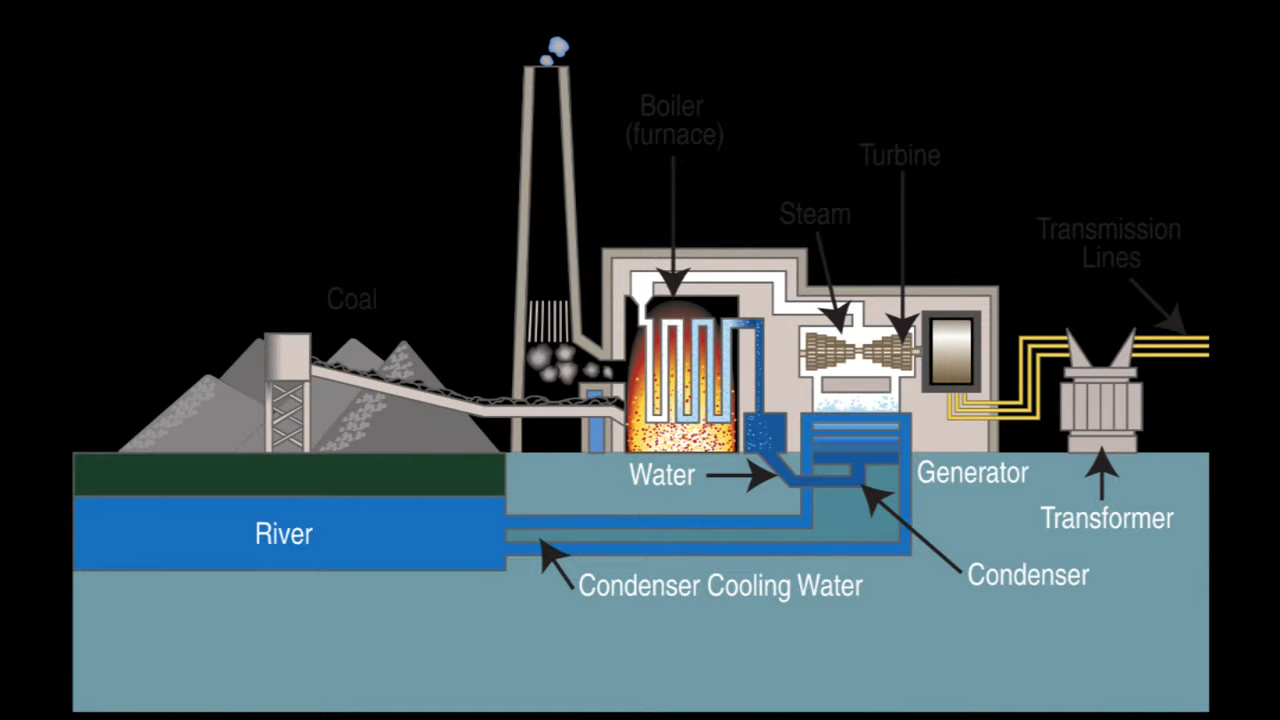 Boiler
(furnace)
Turbine
Steam
Transmission
Lines
Coal
Water
Generator
River
Transformer
Condenser Cooling Water
Condenser